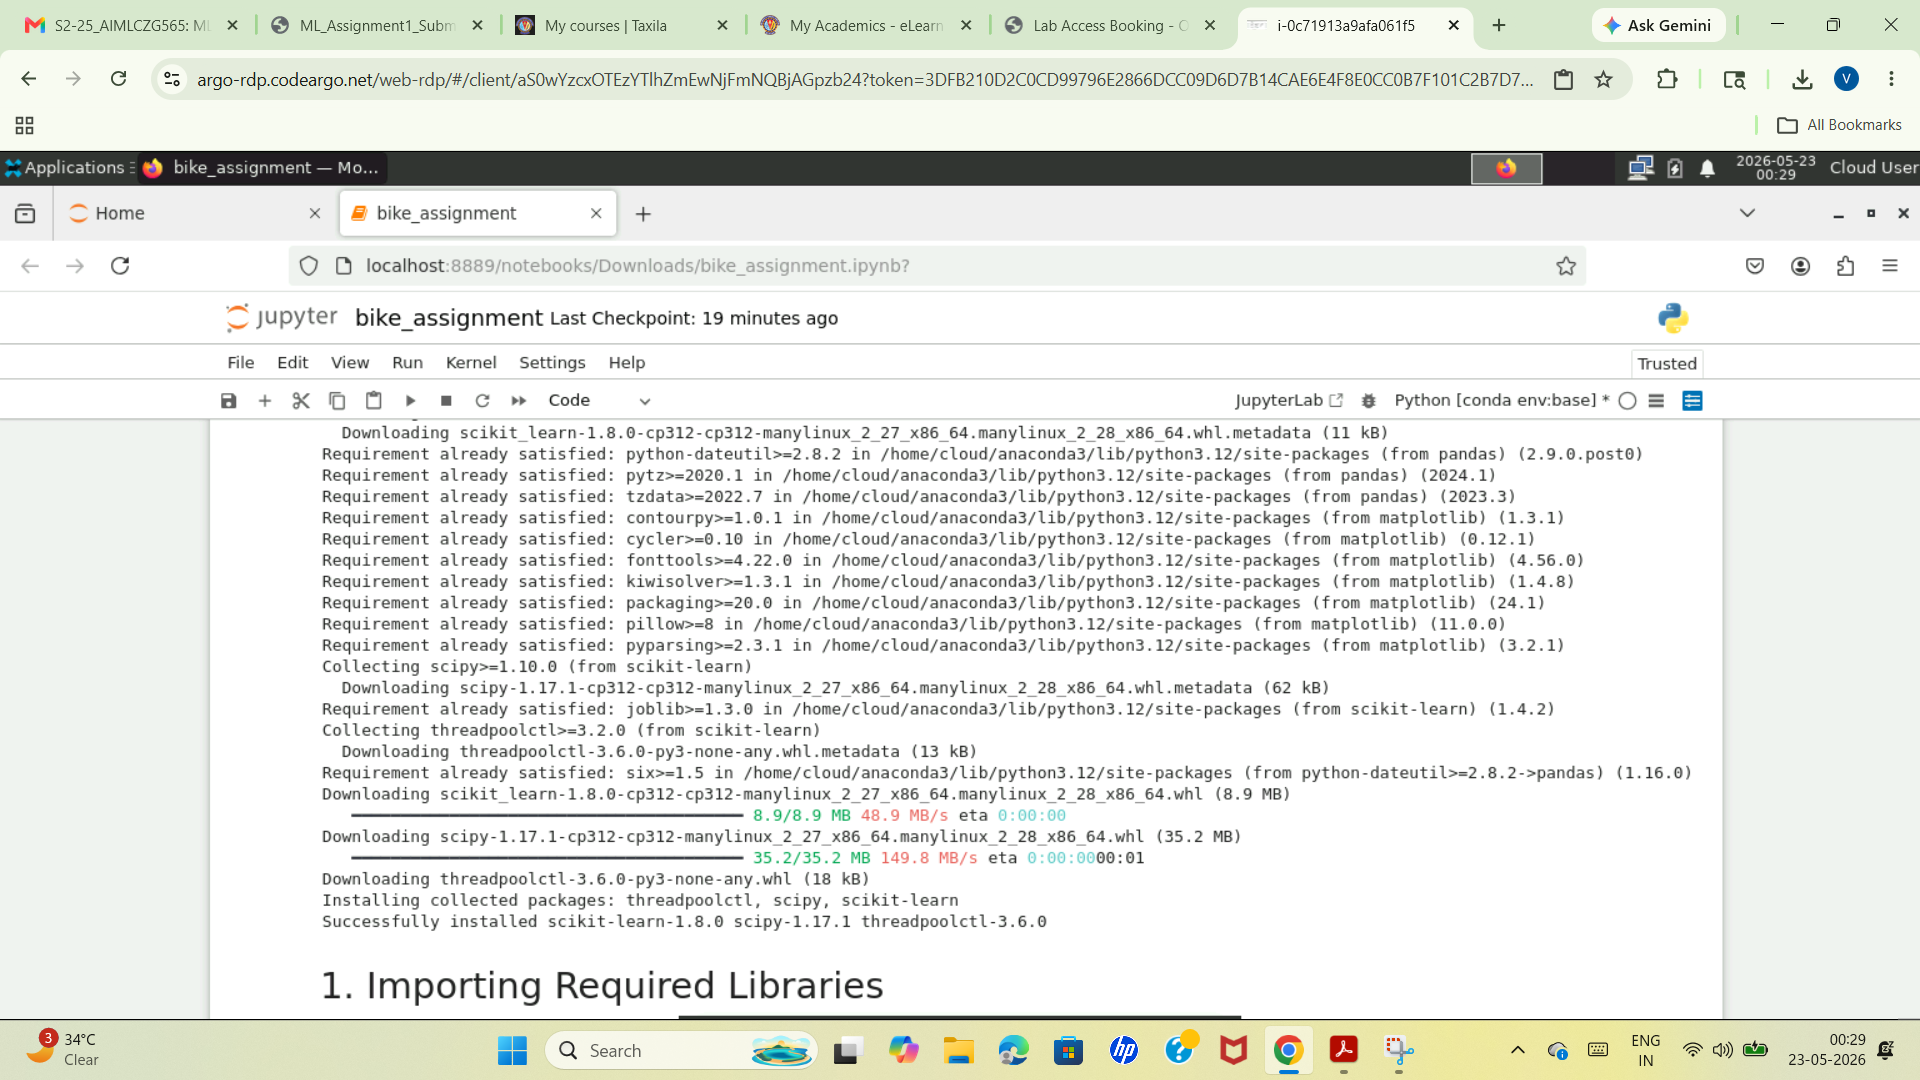 S2-25_AIMLCZG565: ML
ML_Assignment1_Subm
My courses | Taxila
My Academics - eLearn
Lab Access Booking - O
i-0c71913a9afa061f5
Ask Gemini
argo-rdp.codeargo.net/web-rdp/#/client/aS0wYzcxOTEzYTlhZmEwNjFmNQBjAGpzb24?token=3DFB210D2C0CD99796E2866DCC09D6D7B14CAE6E4F8E0CC0B7F101C2B7D7...
V
All Bookmarks
Applications
bike_assignment — Mo...
2026-05-23
00:29
Cloud User
Home
bike_assignment
localhost:8889/notebooks/Downloads/bike_assignment.ipynb?
jupyter
bike_assignment Last Checkpoint: 19 minutes ago
File Edit View Run Kernel Settings Help
Trusted
Code
JupyterLab
Python [conda env:base] *
Downloading scikit_learn-1.8.0-cp312-cp312-manylinux_2_27_x86_64.manylinux_2_28_x86_64.whl.metadata (11 kB)
Requirement already satisfied: python-dateutil>=2.8.2 in /home/cloud/anaconda3/lib/python3.12/site-packages (from pandas) (2.9.0.post0)
Requirement already satisfied: pytz>=2020.1 in /home/cloud/anaconda3/lib/python3.12/site-packages (from pandas) (2024.1)
Requirement already satisfied: tzdata>=2022.7 in /home/cloud/anaconda3/lib/python3.12/site-packages (from pandas) (2023.3)
Requirement already satisfied: contourpy>=1.0.1 in /home/cloud/anaconda3/lib/python3.12/site-packages (from matplotlib) (1.3.1)
Requirement already satisfied: cycler>=0.10 in /home/cloud/anaconda3/lib/python3.12/site-packages (from matplotlib) (0.12.1)
Requirement already satisfied: fonttools>=4.22.0 in /home/cloud/anaconda3/lib/python3.12/site-packages (from matplotlib) (4.56.0)
Requirement already satisfied: kiwisolver>=1.3.1 in /home/cloud/anaconda3/lib/python3.12/site-packages (from matplotlib) (1.4.8)
Requirement already satisfied: packaging>=20.0 in /home/cloud/anaconda3/lib/python3.12/site-packages (from matplotlib) (24.1)
Requirement already satisfied: pillow>=8 in /home/cloud/anaconda3/lib/python3.12/site-packages (from matplotlib) (11.0.0)
Requirement already satisfied: pyparsing>=2.3.1 in /home/cloud/anaconda3/lib/python3.12/site-packages (from matplotlib) (3.2.1)
Collecting scipy>=1.10.0 (from scikit-learn)
Downloading scipy-1.17.1-cp312-cp312-manylinux_2_27_x86_64.manylinux_2_28_x86_64.whl.metadata (62 kB)
Requirement already satisfied: joblib>=1.3.0 in /home/cloud/anaconda3/lib/python3.12/site-packages (from scikit-learn) (1.4.2)
Collecting threadpoolctl>=3.2.0 (from scikit-learn)
Downloading threadpoolctl-3.6.0-py3-none-any.whl.metadata (13 kB)
Requirement already satisfied: six>=1.5 in /home/cloud/anaconda3/lib/python3.12/site-packages (from python-dateutil>=2.8.2->pandas) (1.16.0)
Downloading scikit_learn-1.8.0-cp312-cp312-manylinux_2_27_x86_64.manylinux_2_28_x86_64.whl (8.9 MB)
8.9/8.9 MB 48.9 MB/s eta 0:00:00
Downloading scipy-1.17.1-cp312-cp312-manylinux_2_27_x86_64.manylinux_2_28_x86_64.whl (35.2 MB)
35.2/35.2 MB 149.8 MB/s eta 0:00:0000:01
Downloading threadpoolctl-3.6.0-py3-none-any.whl (18 kB)
Installing collected packages: threadpoolctl, scipy, scikit-learn
Successfully installed scikit-learn-1.8.0 scipy-1.17.1 threadpoolctl-3.6.0
1. Importing Required Libraries
3
34°C
Clear
Search
hp
ENG
IN
00:29
23-05-2026